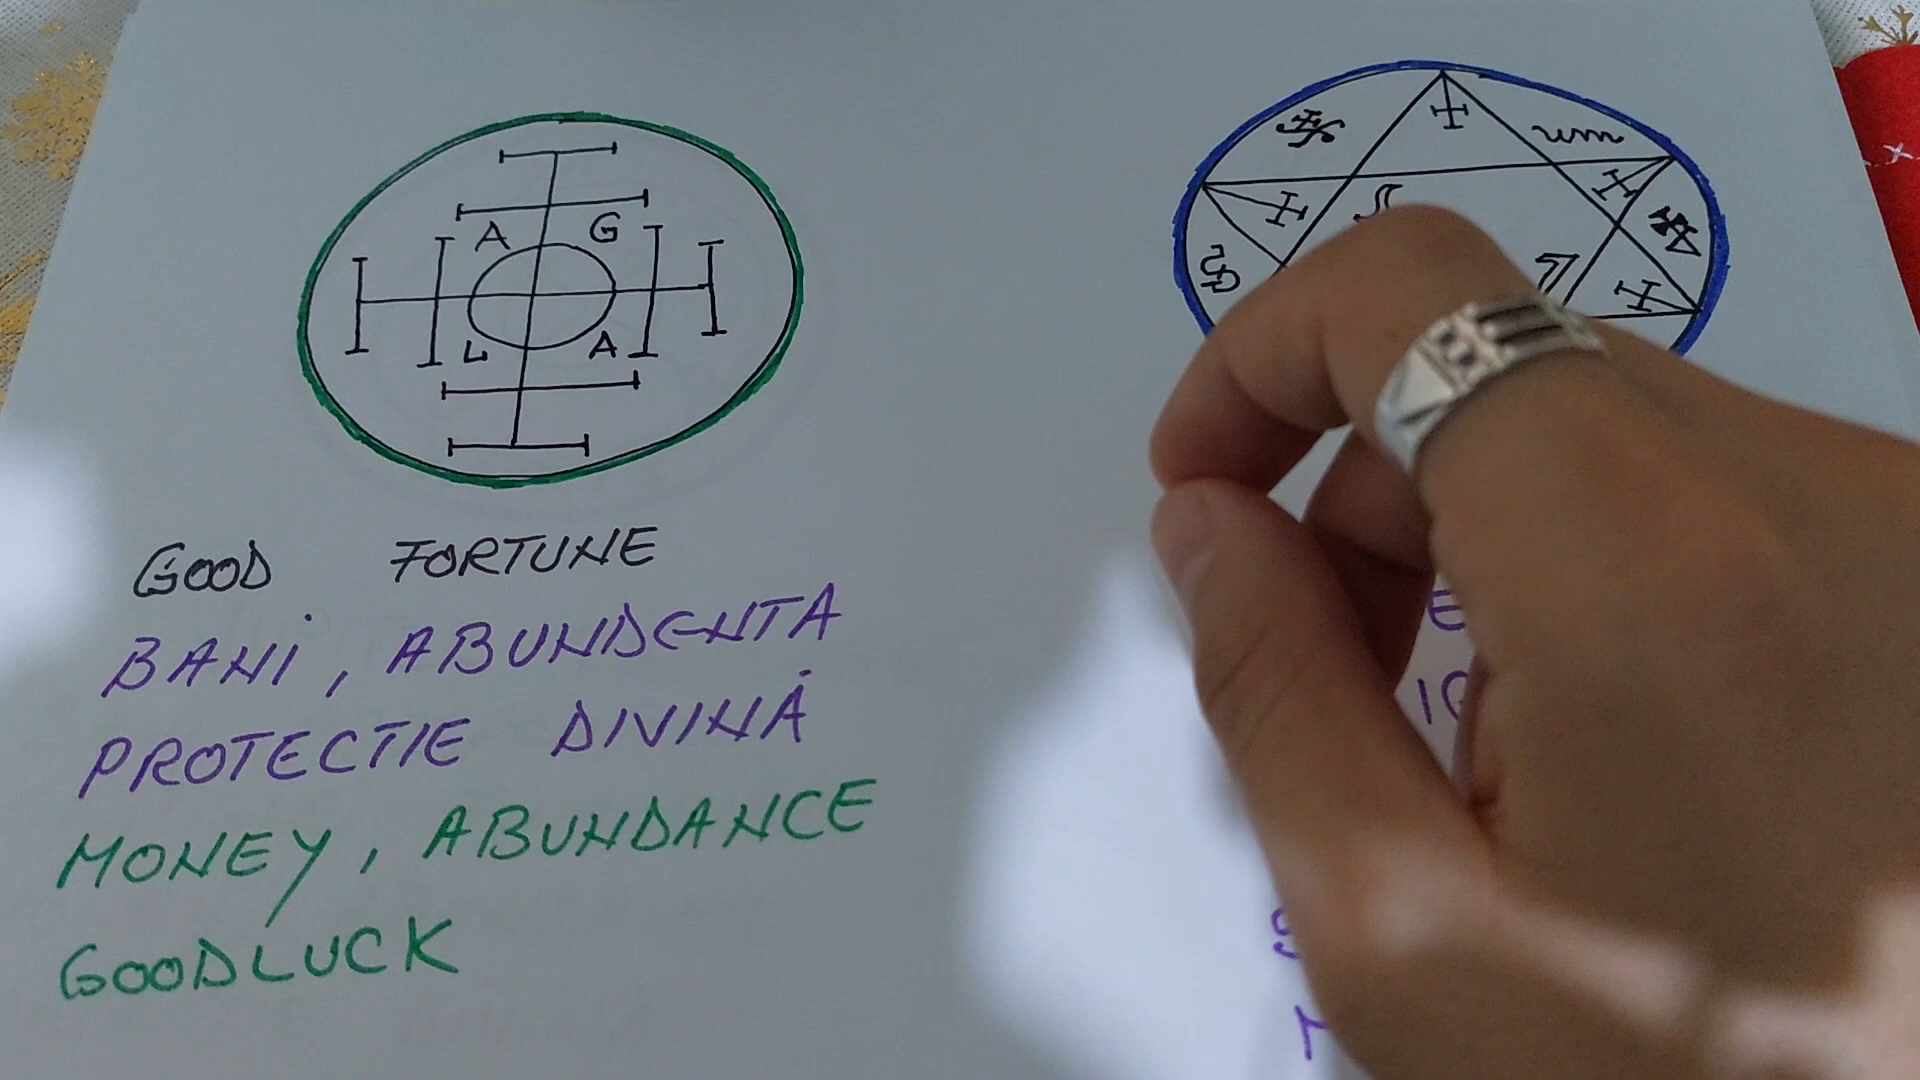 A G
L A
GOOD FORTUNE
BANI, ABUNDENTA
PROTECTIE DIVINĂ
MONEY, ABUNDANCE
GOODLUCK